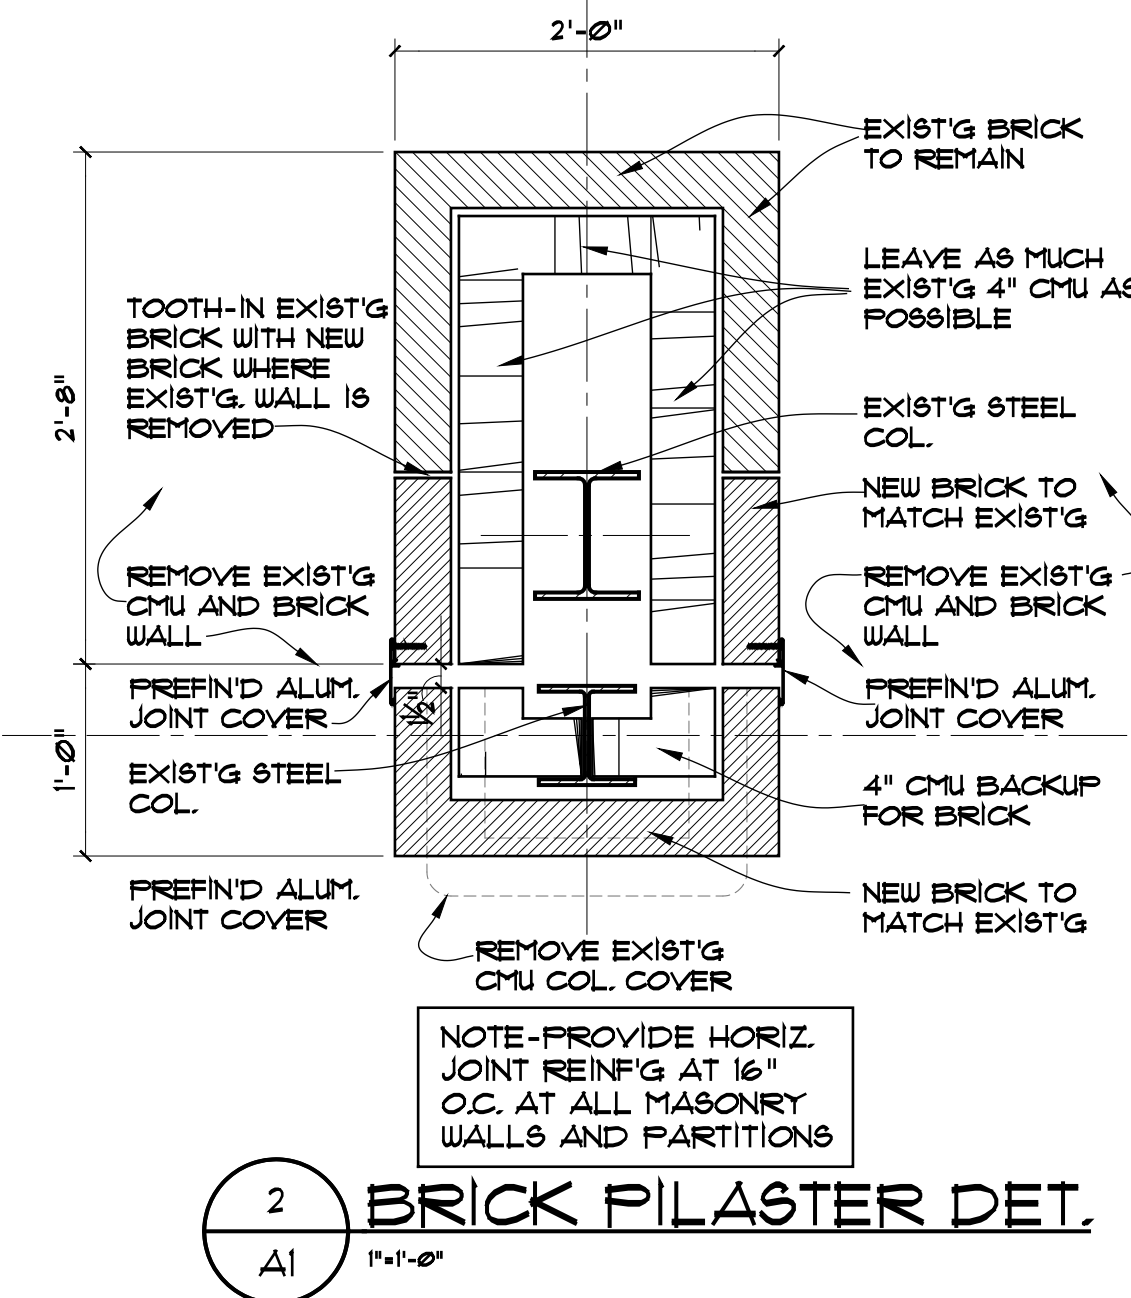 2'-0"
EXIST'G BRICK
TO REMAIN
LEAVE AS MUCH
EXIST'G 4" CMU AS
POSSIBLE
TOOTH-IN EXIST'G
BRICK WITH NEW
BRICK WHERE
EXIST'G. WALL IS
REMOVED
2'-8"
EXIST'G STEEL
COL.
NEW BRICK TO
MATCH EXIST'G
REMOVE EXIST'G
CMU AND BRICK
WALL
REMOVE EXIST'G
CMU AND BRICK
WALL
PREFIN'D ALUM.
JOINT COVER
1½"
PREFIN'D ALUM.
JOINT COVER
1'-0"
EXIST'G STEEL
COL.
4" CMU BACKUP
FOR BRICK
PREFIN'D ALUM.
JOINT COVER
NEW BRICK TO
MATCH EXIST'G
REMOVE EXIST'G
CMU COL. COVER
NOTE-PROVIDE HORIZ.
JOINT REINF'G AT 16"
O.C. AT ALL MASONRY
WALLS AND PARTITIONS
2
A1
BRICK PILASTER DET.
1"=1'-0"